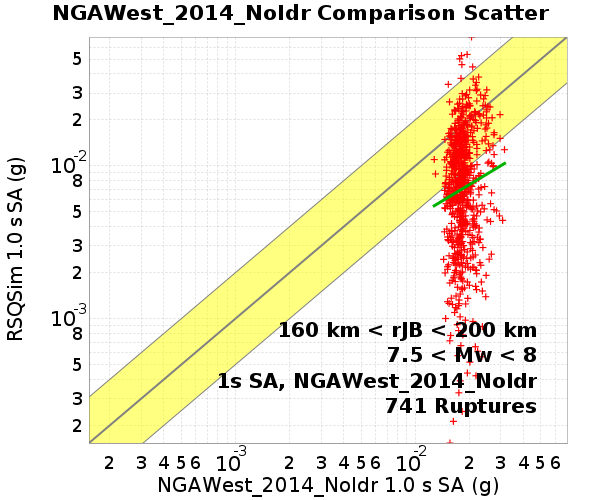 NGAWest_2014_NoIdr Comparison Scatter
RSQSim 1.0 s SA (g)
5
3
2
10-2
8
5
3
2
10-3
8
5
3
2
160 km < rJB < 200 km
7.5 < Mw < 8
1s SA, NGAWest_2014_NoIdr
741 Ruptures
2 3 4 5 6 10-3 2 3 4 5 6 10-2 2 3 4 5 6
NGAWest_2014_NoIdr 1.0 s SA (g)